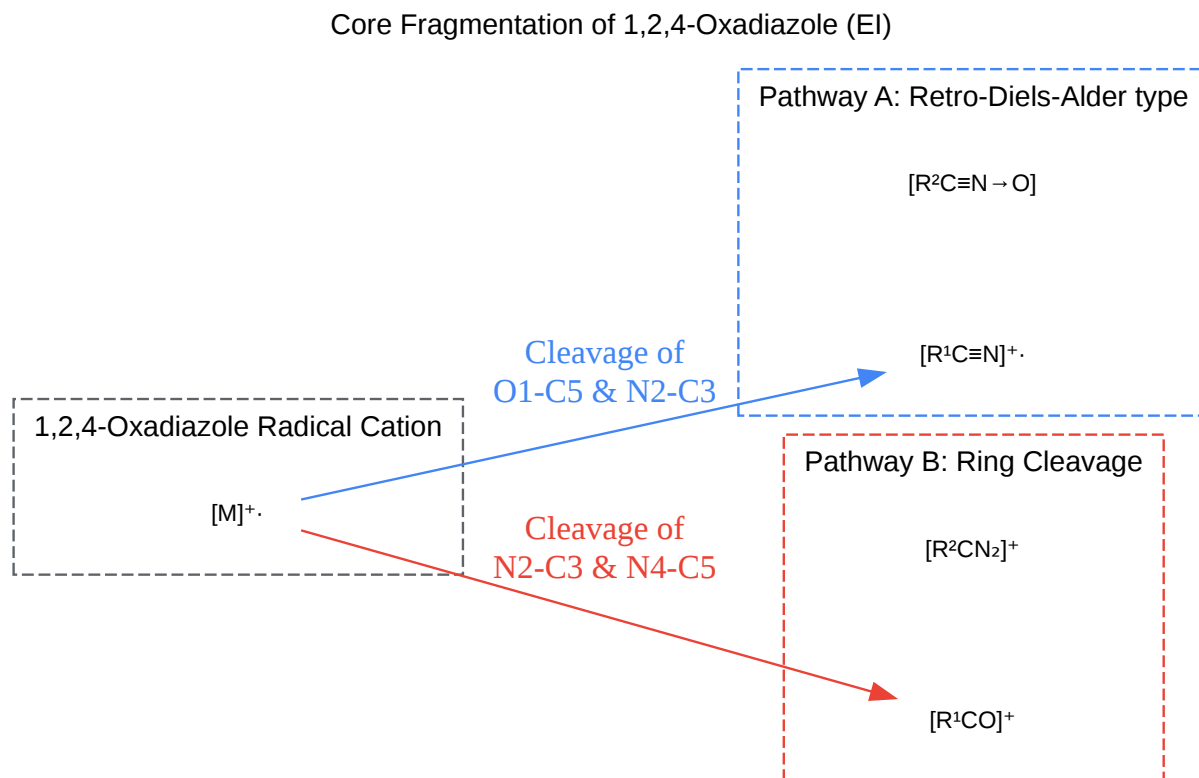 Core Fragmentation of 1,2,4-Oxadiazole (EI)
Pathway A: Retro-Diels-Alder type
[R²C≡N→O]
Cleavage of
O1-C5 & N2-C3
[R¹C≡N]⁺·
1,2,4-Oxadiazole Radical Cation
[M]⁺·
Pathway B: Ring Cleavage
Cleavage of
N2-C3 & N4-C5
[R²CN₂]⁺
[R¹CO]⁺